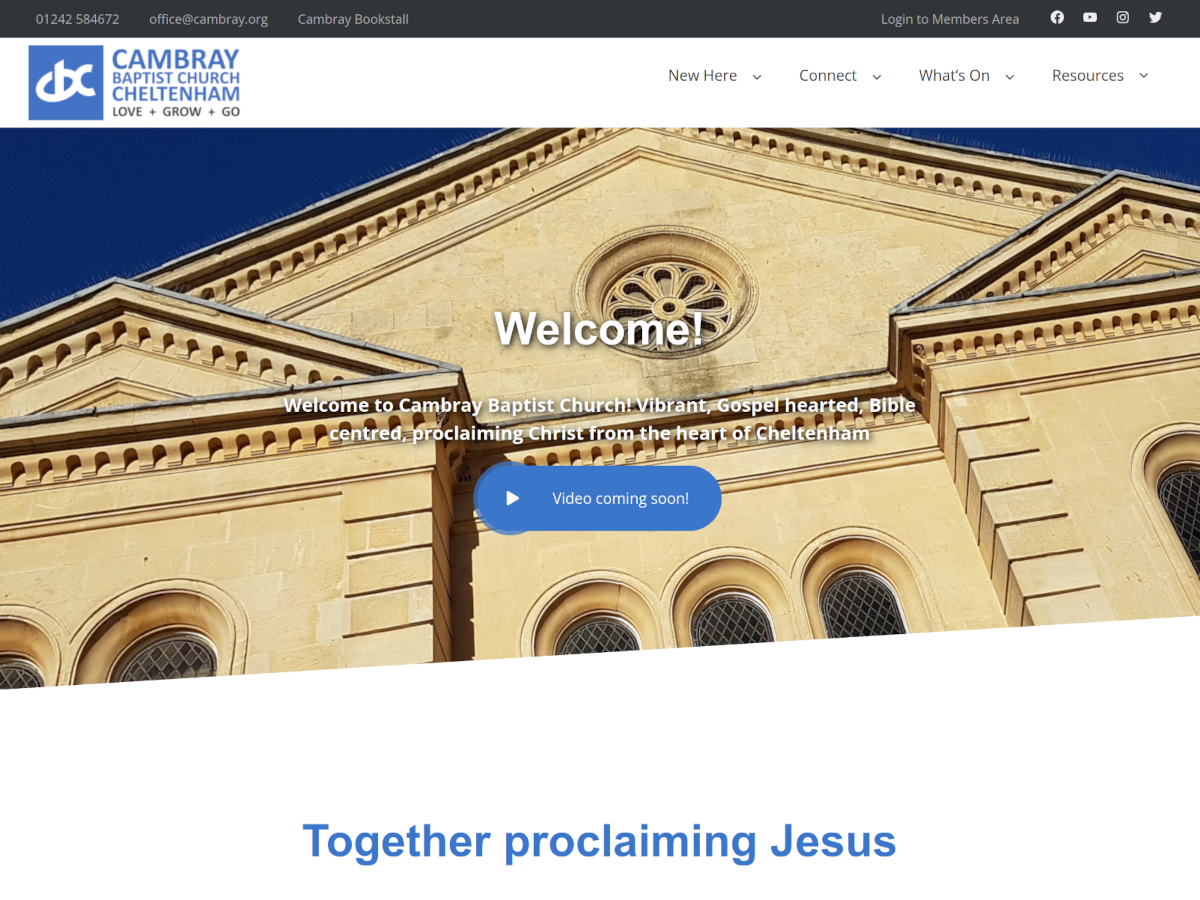 01242 584672
office@cambray.org
Cambray Bookstall
Login to Members Area
cbc
CAMBRAY
BAPTIST CHURCH
CHELTENHAM
LOVE + GROW + GO
New Here
Connect
What’s On
Resources
Welcome!
Welcome to Cambray Baptist Church! Vibrant, Gospel hearted, Bible
centred, proclaiming Christ from the heart of Cheltenham
Video coming soon!
Together proclaiming Jesus